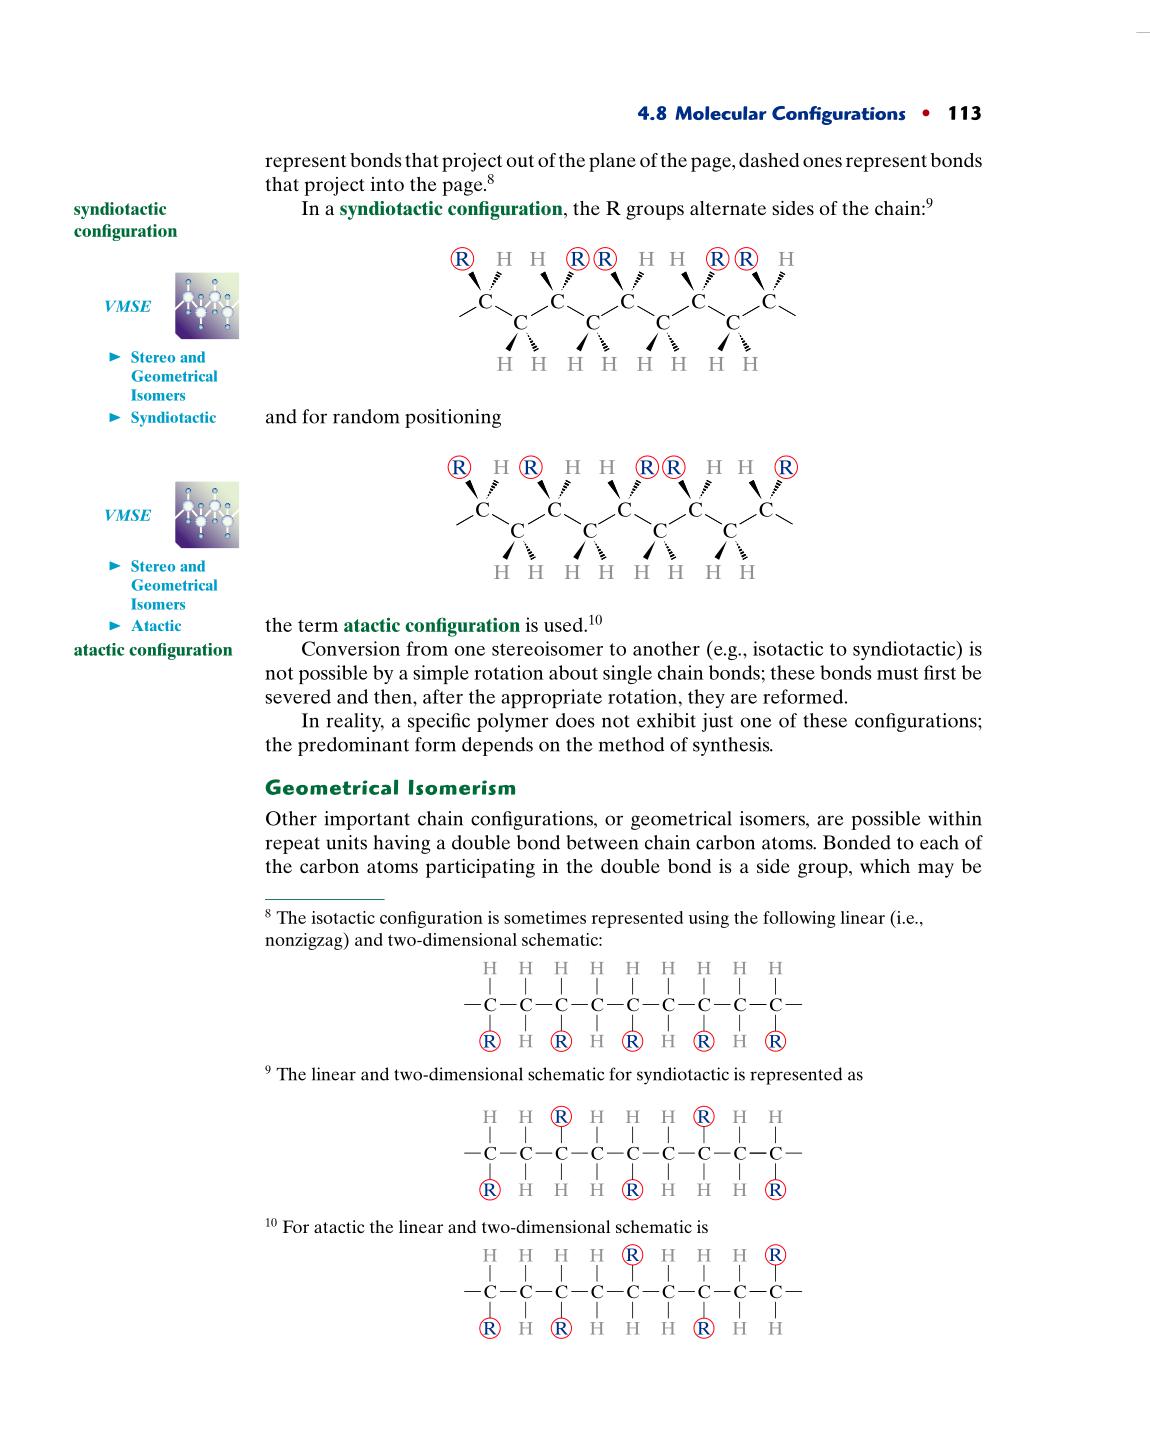 4.8 Molecular Configurations • 113
represent bonds that project out of the plane of the page, dashed ones represent bonds
that project into the page.8
In a syndiotactic configuration, the R groups alternate sides of the chain:9
syndiotactic
configuration
R H H R R H H R R H
C C C C C
C C C C
H H H H H H H H
VMSE
► Stereo and
Geometrical
Isomers
► Syndiotactic
and for random positioning
R H R H H R R H H R
C C C C C
C C C C
H H H H H H H H
VMSE
► Stereo and
Geometrical
Isomers
► Atactic
atactic configuration
the term atactic configuration is used.10
Conversion from one stereoisomer to another (e.g., isotactic to syndiotactic) is
not possible by a simple rotation about single chain bonds; these bonds must first be
severed and then, after the appropriate rotation, they are reformed.
In reality, a specific polymer does not exhibit just one of these configurations;
the predominant form depends on the method of synthesis.
Geometrical Isomerism
Other important chain configurations, or geometrical isomers, are possible within
repeat units having a double bond between chain carbon atoms. Bonded to each of
the carbon atoms participating in the double bond is a side group, which may be
8 The isotactic configuration is sometimes represented using the following linear (i.e.,
nonzigzag) and two-dimensional schematic:
H H H H H H H H H
C C C C C C C C C
R H R H R H R H R
9 The linear and two-dimensional schematic for syndiotactic is represented as
H H R H H H R H H
C C C C C C C C C
R H H H R H H H R
10 For atactic the linear and two-dimensional schematic is
H H H H R H H H R
C C C C C C C C C
R H R H H H R H H